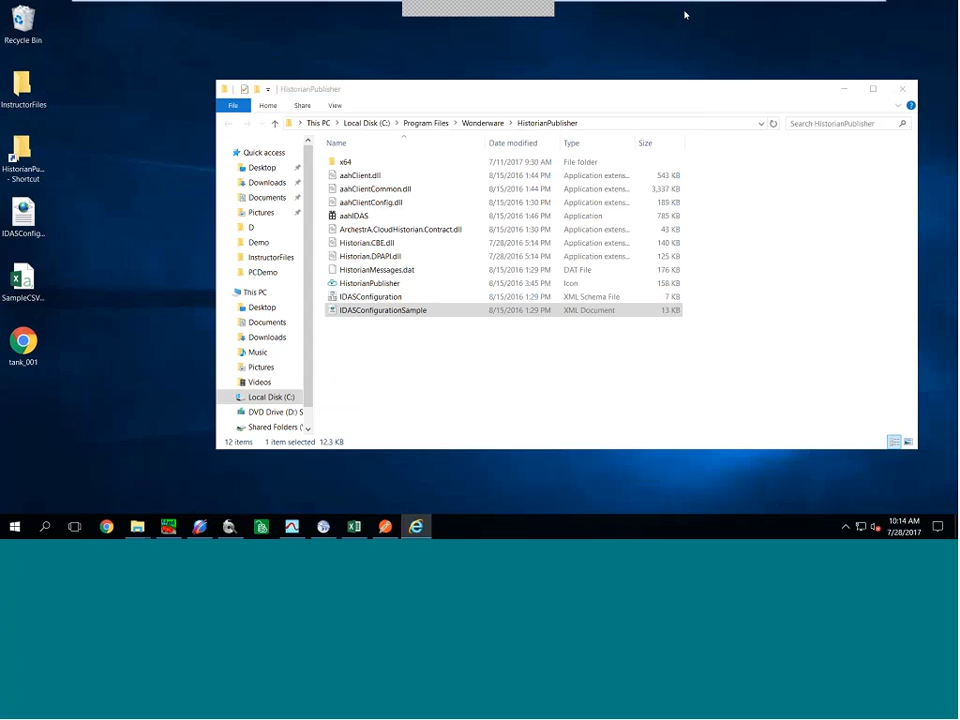 Recycle Bin
InstructorFiles
HistorianPu...
- Shortcut
IDASConfig...
SampleCSV...
tank_001
HistorianPublisher
File Home Share View
This PC > Local Disk (C:) > Program Files > Wonderware > HistorianPublisher
Search HistorianPublisher
Quick access
Desktop
Downloads
Documents
Pictures
D
Demo
InstructorFiles
PCDemo
This PC
Desktop
Documents
Downloads
Music
Pictures
Videos
Local Disk (C:)
DVD Drive (D:) S
Shared Folders (
Name Date modified Type Size
x64 7/11/2017 9:30 AM File folder
aahClient.dll 8/15/2016 1:44 PM Application extens... 543 KB
aahClientCommon.dll 8/15/2016 1:44 PM Application extens... 3,337 KB
aahClientConfig.dll 8/15/2016 1:30 PM Application extens... 189 KB
aahIDAS 8/15/2016 1:46 PM Application 785 KB
ArchestrA.CloudHistorian.Contract.dll 8/15/2016 1:30 PM Application extens... 43 KB
Historian.CBE.dll 7/28/2016 5:14 PM Application extens... 140 KB
Historian.DPAPI.dll 7/28/2016 5:14 PM Application extens... 125 KB
HistorianMessages.dat 8/15/2016 1:29 PM DAT File 176 KB
HistorianPublisher 8/15/2016 3:45 PM Icon 158 KB
IDASConfiguration 8/15/2016 1:29 PM XML Schema File 7 KB
IDASConfigurationSample 8/15/2016 1:29 PM XML Document 13 KB
12 items 1 item selected 12.3 KB
10:14 AM
7/28/2017